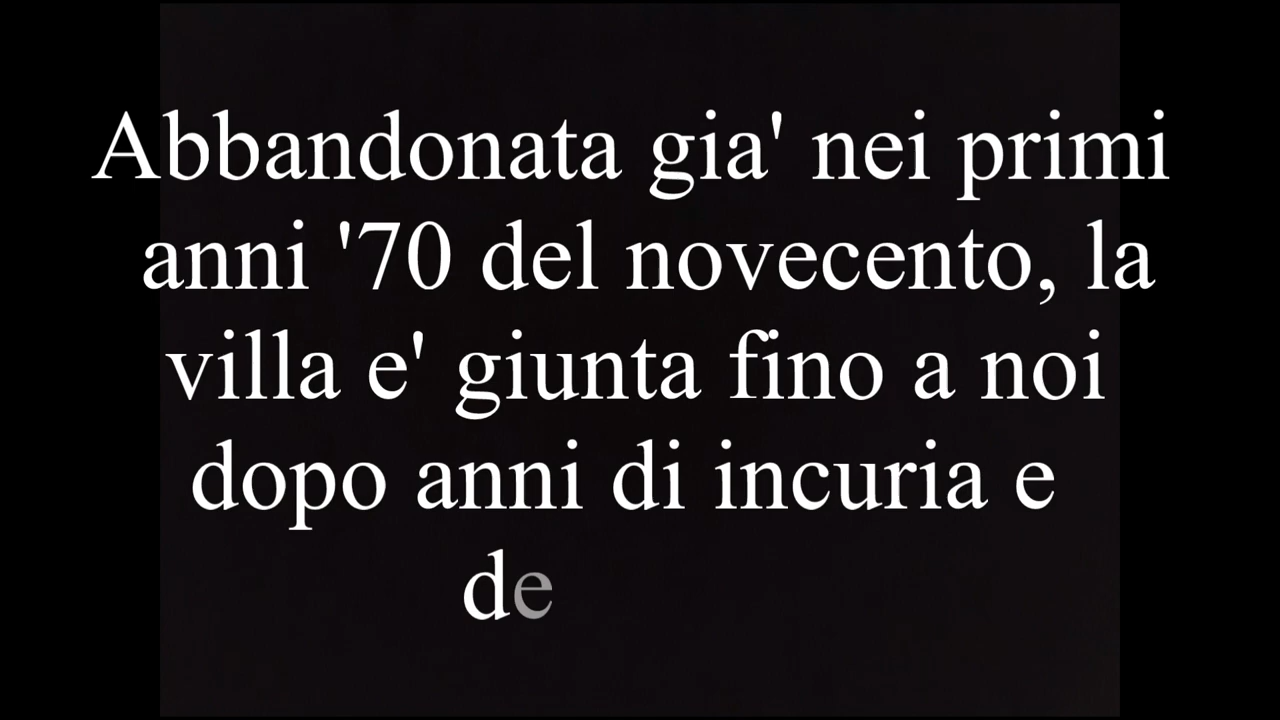 Abbandonata gia' nei primi
anni '70 del novecento, la
villa e' giunta fino a noi
dopo anni di incuria e
de